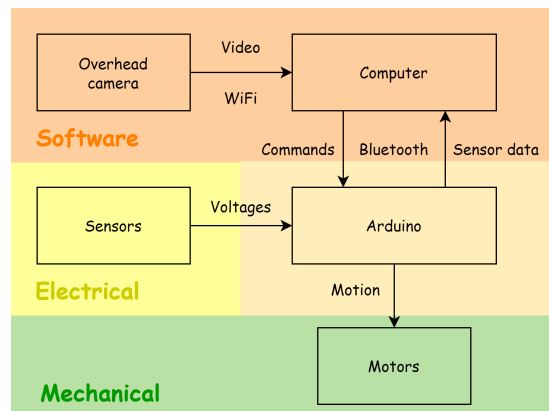 Video
Overhead
camera
Computer
WiFi
Software
Commands
Bluetooth
Sensor data
Voltages
Sensors
Arduino
Electrical
Motion
Motors
Mechanical